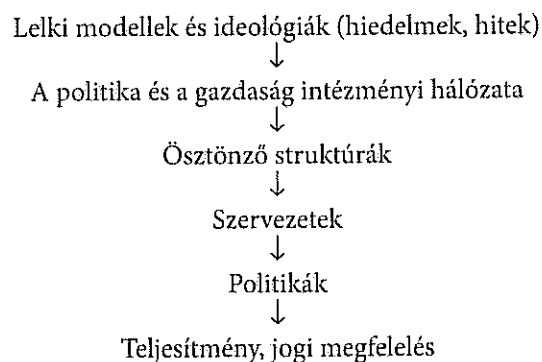 Lelki modellek és ideológiák (hiedelmek, hitek)
↓
A politika és a gazdaság intézményi hálózata
↓
Ösztönző struktúrák
↓
Szervezetek
↓
Politikák
↓
Teljesítmény, jogi megfelelés